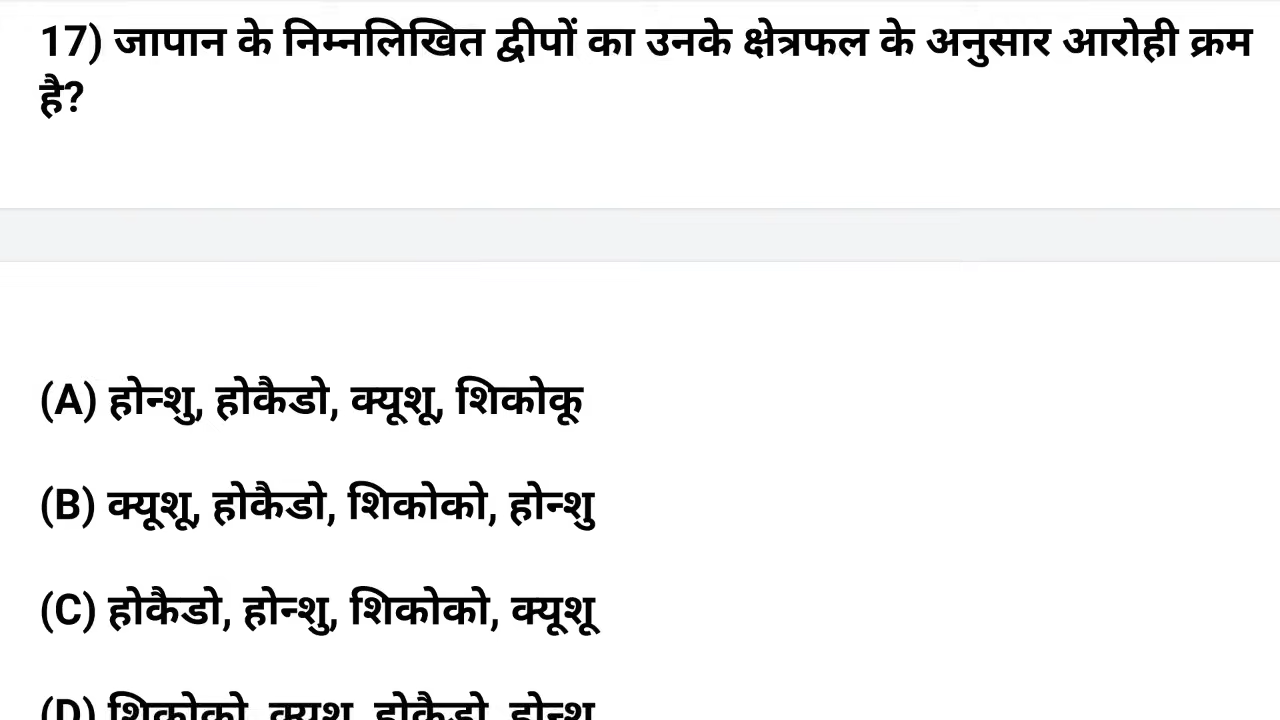 17) जापान के निम्नलिखित द्वीपों का उनके क्षेत्रफल के अनुसार आरोही क्रम
है?
(A) होन्शु, होकैडो, क्यूशू, शिकोकू
(B) क्यूशू, होकैडो, शिकोको, होन्शु
(C) होकैडो, होन्शु, शिकोको, क्यूशू
(D) शिकोको, क्यूशू, होकैडो, होन्शु